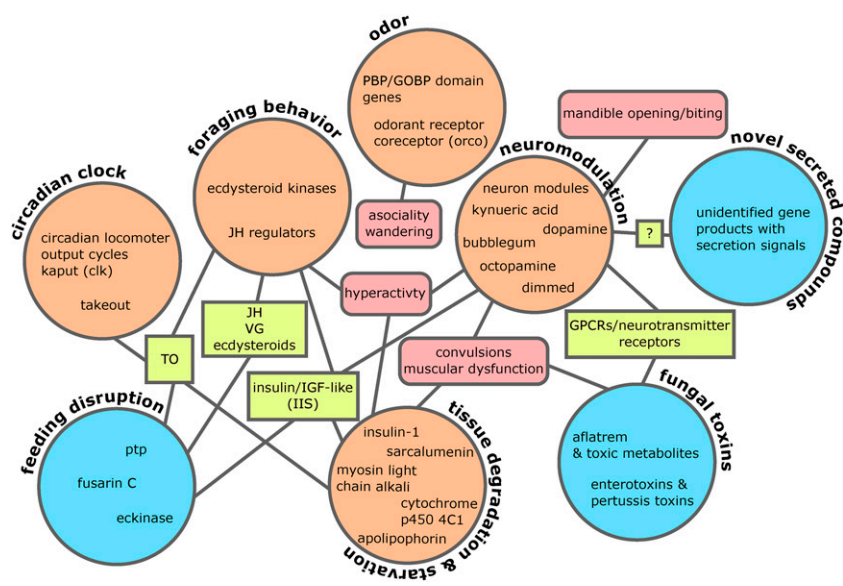 odor
PBP/GOBP domain
genes
odorant receptor
coreceptor (orco)
foraging behavior
ecdysteroid kinases
JH regulators
mandible opening/biting
neuromodulation
neuron modules
kynueric acid
dopamine
bubblegum
octopamine
dimmed
novel secreted compounds
unidentified gene
products with
secretion signals
?
circadian clock
circadian locomoter
output cycles
kaput (clk)
takeout
asociality
wandering
hyperactivty
JH
VG
ecdysteroids
TO
GPCRs/neurotransmitter
receptors
convulsions
muscular dysfunction
insulin/IGF-like
(IIS)
feeding disruption
ptp
fusarin C
eckinase
tissue degradation & starvation
insulin-1
sarcalumenin
myosin light
chain alkali
cytochrome
p450 4C1
apolipophorin
fungal toxins
aflatrem
& toxic metabolites
enterotoxins &
pertussis toxins